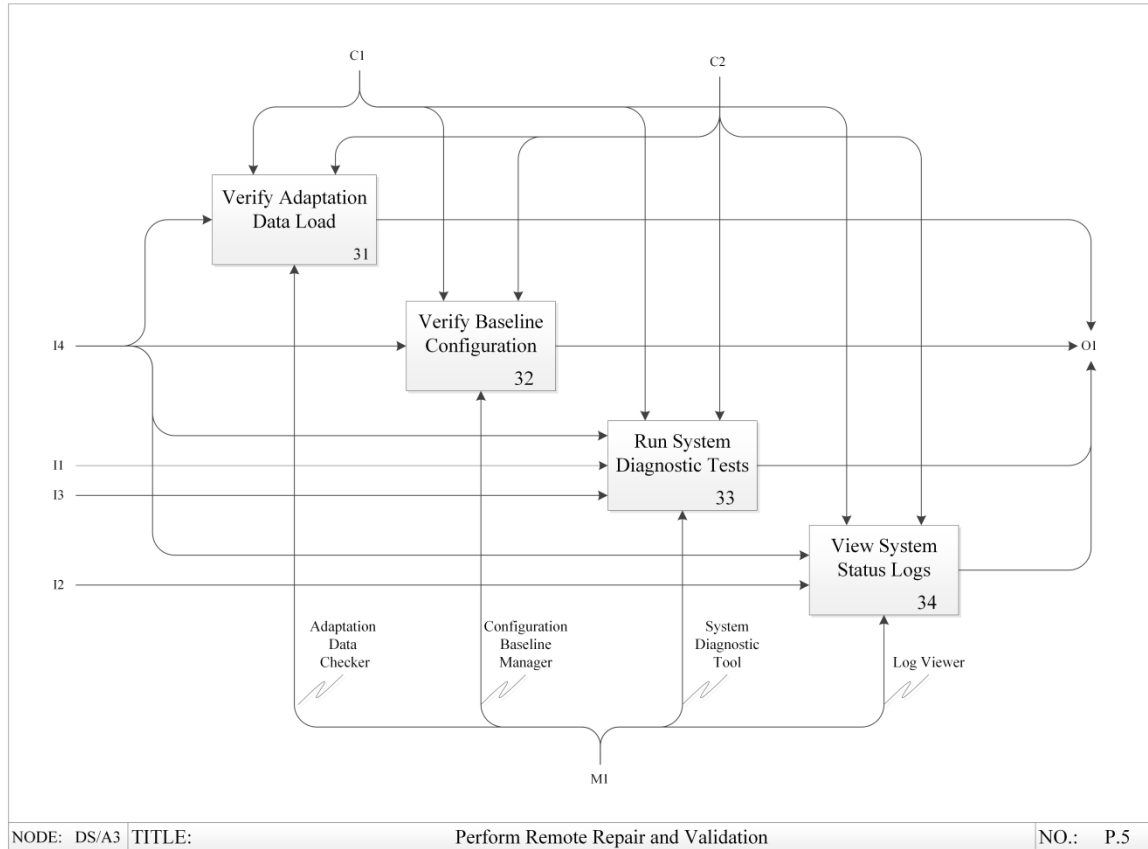 C1
C2
Verify Adaptation
Data Load
31
Verify Baseline
Configuration
32
I4
O1
Run System
Diagnostic Tests
33
I1
I3
View System
Status Logs
34
I2
Adaptation
Data
Checker
Configuration
Baseline
Manager
System
Diagnostic
Tool
Log Viewer
M1
NODE: DS/A3
TITLE:
Perform Remote Repair and Validation
NO.: P.5